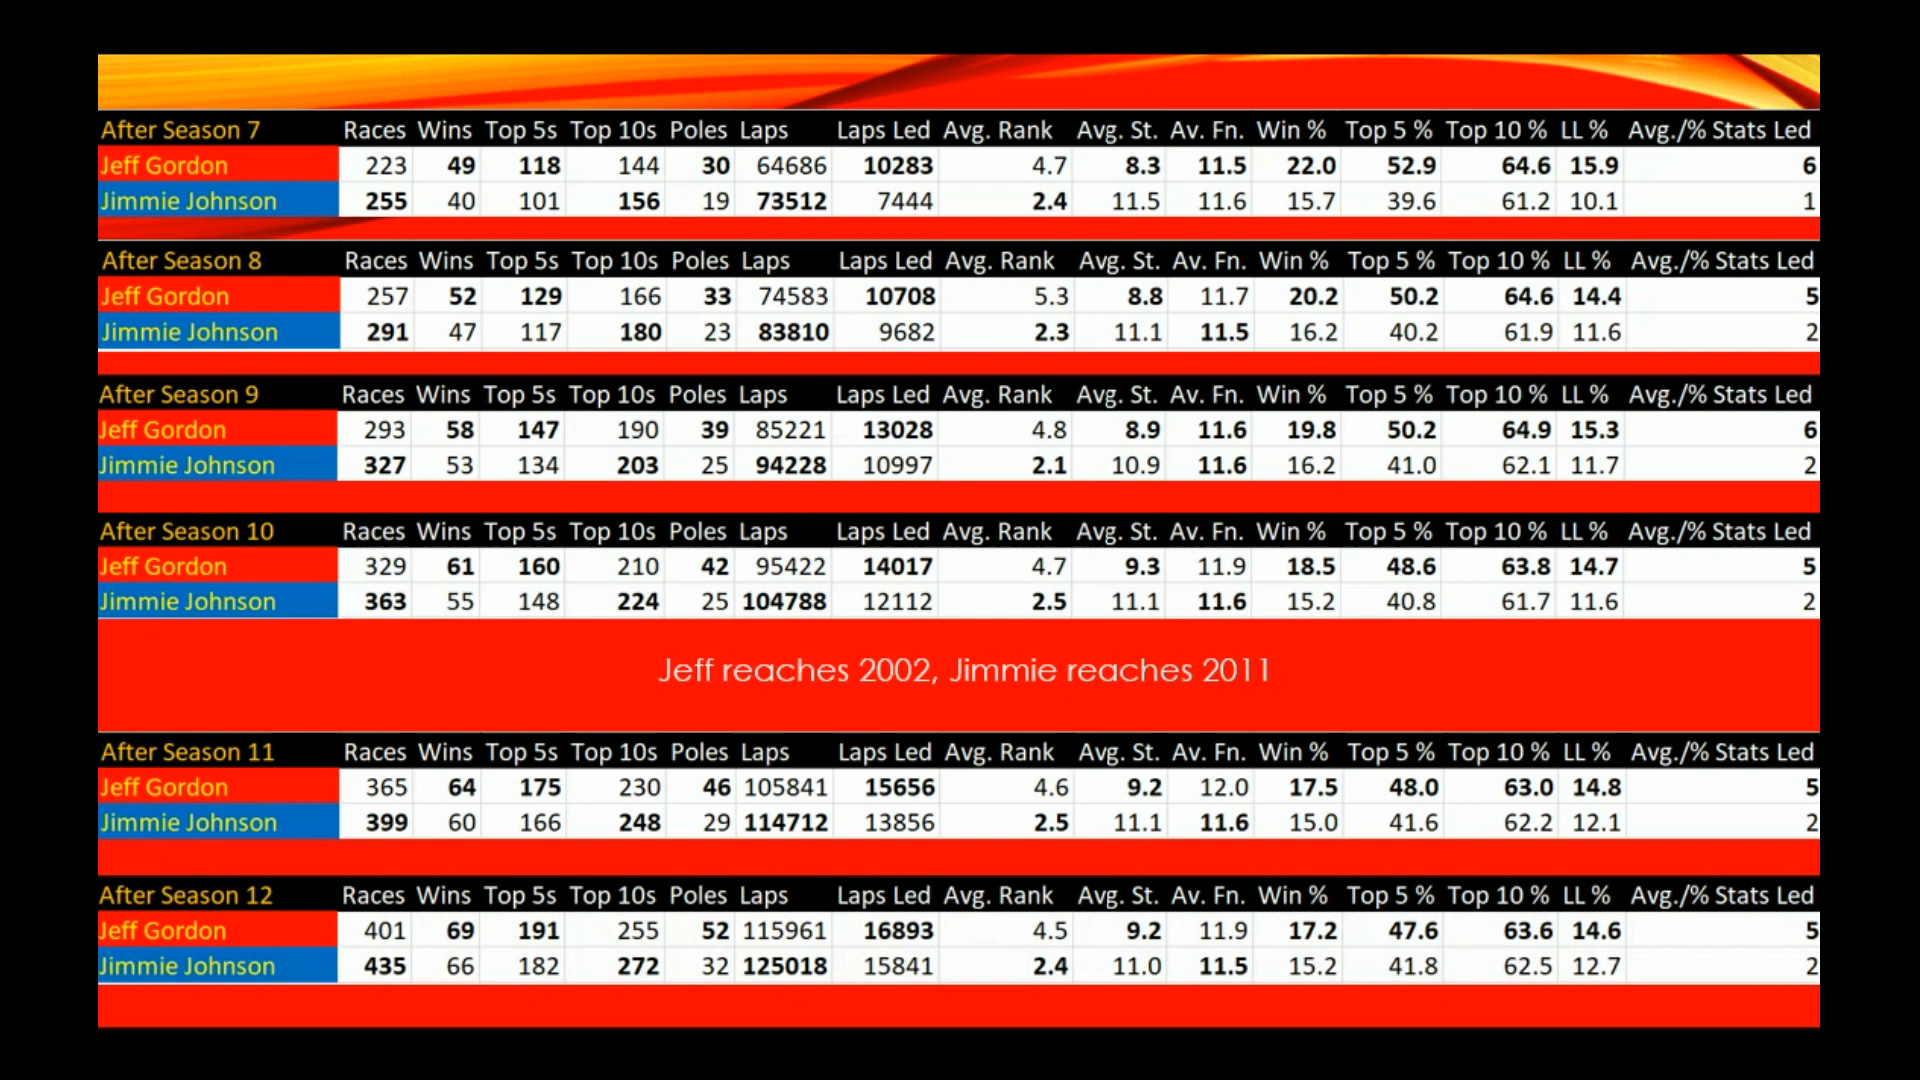 After Season 7 Races Wins Top 5s Top 10s Poles Laps Laps Led Avg. Rank Avg. St. Av. Fn. Win % Top 5 % Top 10 % LL % Avg./% Stats Led
Jeff Gordon 223 49 118 144 30 64686 10283 4.7 8.3 11.5 22.0 52.9 64.6 15.9 6
Jimmie Johnson 255 40 101 156 19 73512 7444 2.4 11.5 11.6 15.7 39.6 61.2 10.1 1
After Season 8 Races Wins Top 5s Top 10s Poles Laps Laps Led Avg. Rank Avg. St. Av. Fn. Win % Top 5 % Top 10 % LL % Avg./% Stats Led
Jeff Gordon 257 52 129 166 33 74583 10708 5.3 8.8 11.7 20.2 50.2 64.6 14.4 5
Jimmie Johnson 291 47 117 180 23 83810 9682 2.3 11.1 11.5 16.2 40.2 61.9 11.6 2
After Season 9 Races Wins Top 5s Top 10s Poles Laps Laps Led Avg. Rank Avg. St. Av. Fn. Win % Top 5 % Top 10 % LL % Avg./% Stats Led
Jeff Gordon 293 58 147 190 39 85221 13028 4.8 8.9 11.6 19.8 50.2 64.9 15.3 6
Jimmie Johnson 327 53 134 203 25 94228 10997 2.1 10.9 11.6 16.2 41.0 62.1 11.7 2
After Season 10 Races Wins Top 5s Top 10s Poles Laps Laps Led Avg. Rank Avg. St. Av. Fn. Win % Top 5 % Top 10 % LL % Avg./% Stats Led
Jeff Gordon 329 61 160 210 42 95422 14017 4.7 9.3 11.9 18.5 48.6 63.8 14.7 5
Jimmie Johnson 363 55 148 224 25 104788 12112 2.5 11.1 11.6 15.2 40.8 61.7 11.6 2
Jeff reaches 2002, Jimmie reaches 2011
After Season 11 Races Wins Top 5s Top 10s Poles Laps Laps Led Avg. Rank Avg. St. Av. Fn. Win % Top 5 % Top 10 % LL % Avg./% Stats Led
Jeff Gordon 365 64 175 230 46 105841 15656 4.6 9.2 12.0 17.5 48.0 63.0 14.8 5
Jimmie Johnson 399 60 166 248 29 114712 13856 2.5 11.1 11.6 15.0 41.6 62.2 12.1 2
After Season 12 Races Wins Top 5s Top 10s Poles Laps Laps Led Avg. Rank Avg. St. Av. Fn. Win % Top 5 % Top 10 % LL % Avg./% Stats Led
Jeff Gordon 401 69 191 255 52 115961 16893 4.5 9.2 11.9 17.2 47.6 63.6 14.6 5
Jimmie Johnson 435 66 182 272 32 125018 15841 2.4 11.0 11.5 15.2 41.8 62.5 12.7 2